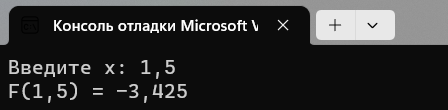 Консоль отладки Microsoft V
Введите x: 1,5
F(1,5) = -3,425